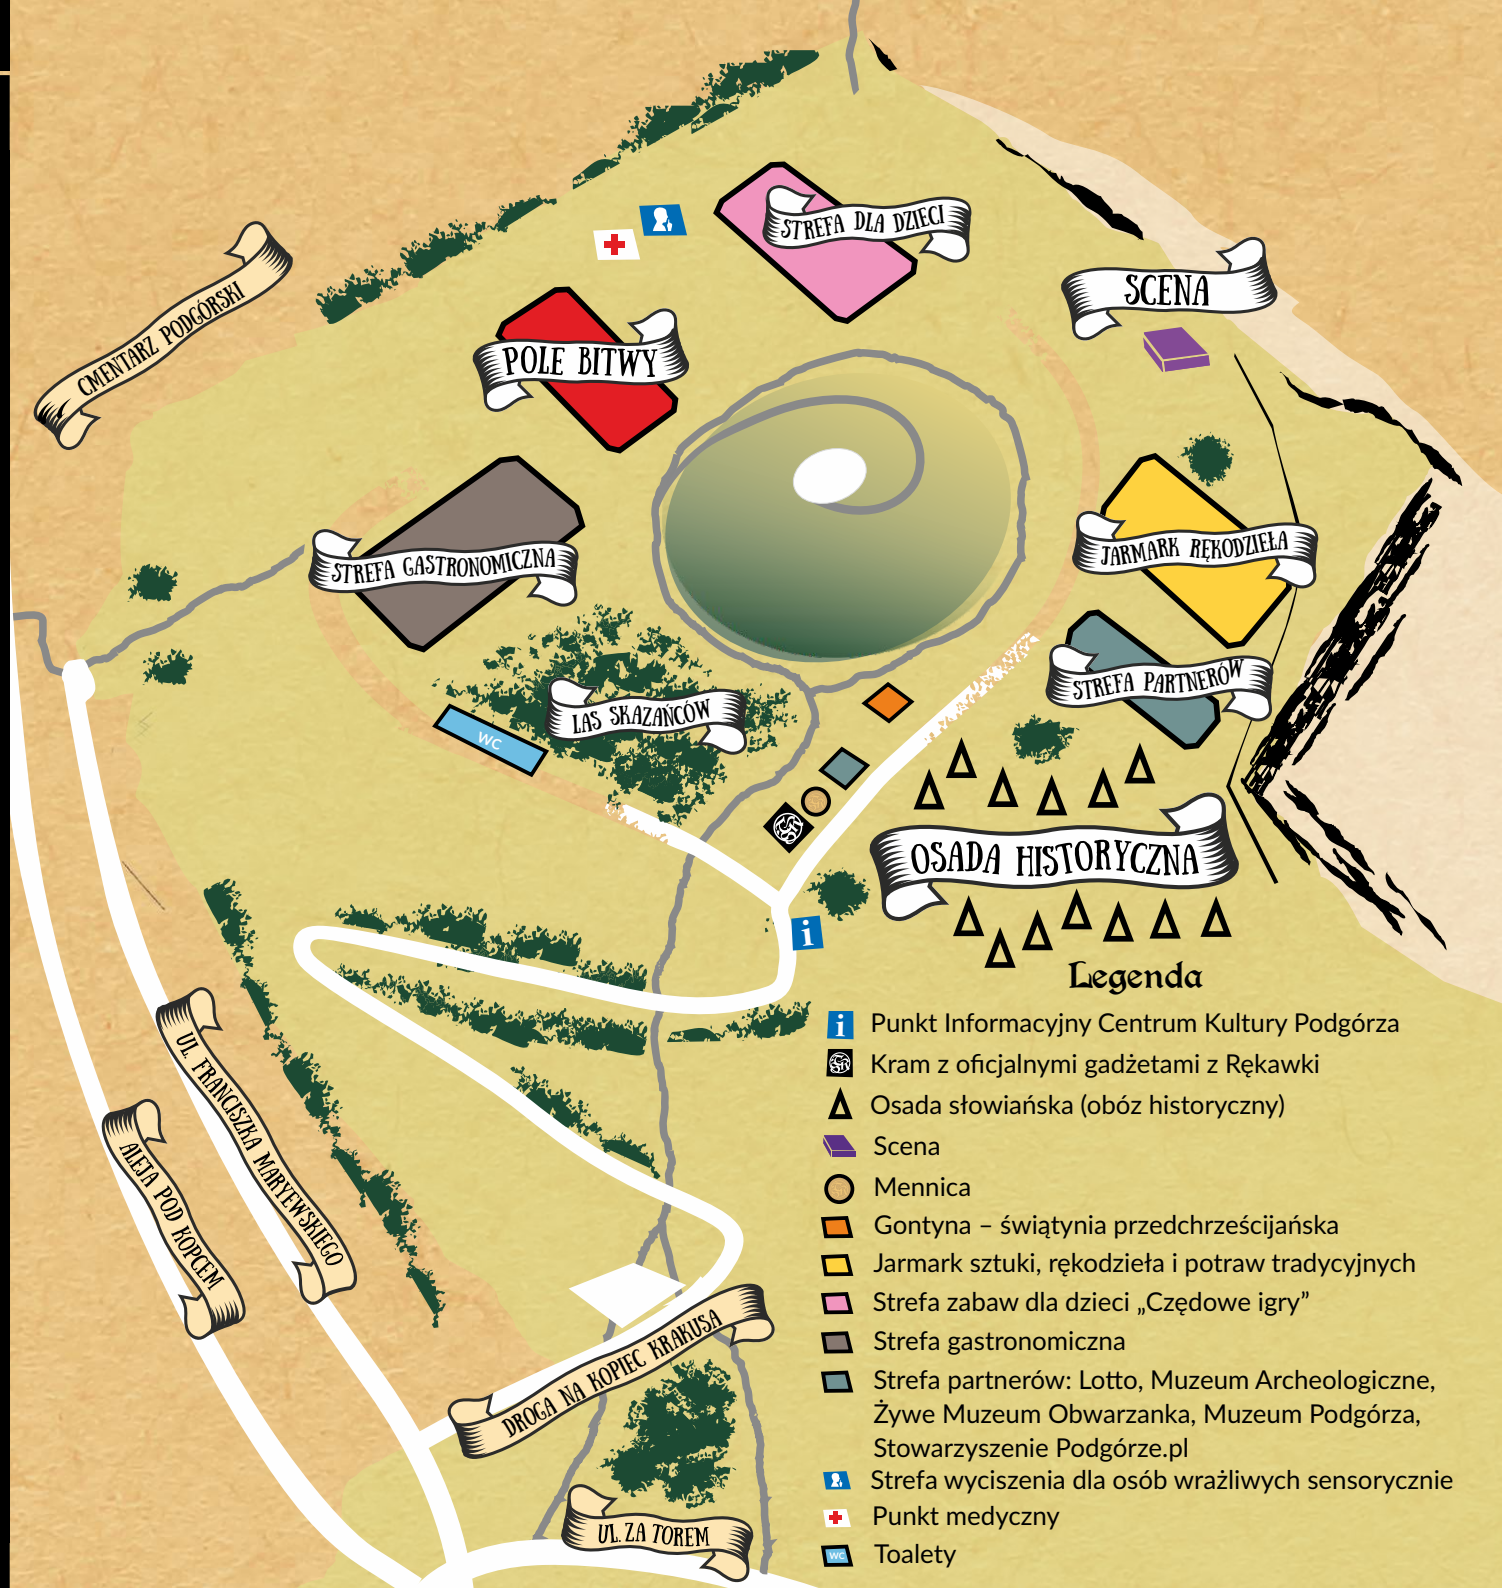 STREFA DLA DZIECI
CMENTARZ PODGÓRSKI
SCENA
POLE BITWY
STREFA GASTRONOMICZNA
JARMARK RĘKODZIEŁA
STREFA PARTNERÓW
LAS SKAZAŃCÓW
WC
OSADA HISTORYCZNA
i
UL. FRANCISZKA MARYEWSKIEGO
ALEJA POD KOPCEM
DROGA NA KOPIEC KRAKUSA
UL. ZA TOREM
Legenda
i Punkt Informacyjny Centrum Kultury Podgórza
Kram z oficjalnymi gadżetami z Rękawki
Osada słowiańska (obóz historyczny)
Scena
Mennica
Gontyna – świątynia przedchrześcijańska
Jarmark sztuki, rękodzieła i potraw tradycyjnych
Strefa zabaw dla dzieci „Czędowe igry”
Strefa gastronomiczna
Strefa partnerów: Lotto, Muzeum Archeologiczne,
Żywe Muzeum Obwarzanka, Muzeum Podgórza,
Stowarzyszenie Podgórze.pl
Strefa wyciszenia dla osób wrażliwych sensorycznie
Punkt medyczny
WC Toalety